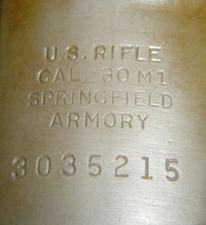 U.S. RIFLE
CAL. 30 M1
SPRINGFIELD
ARMORY
3035215